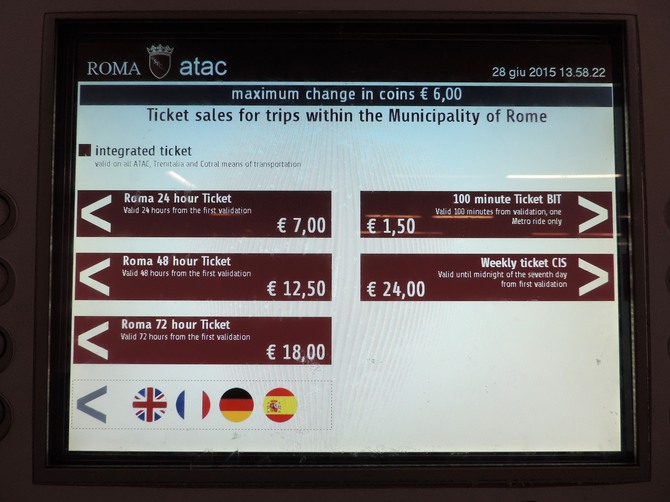 ROMA atac
28 giu 2015 13.58.22
maximum change in coins € 6,00
Ticket sales for trips within the Municipality of Rome
integrated ticket
valid on all ATAC, Trenitalia and Cotral means of transportation
Roma 24 hour Ticket
Valid 24 hours from the first validation
€ 7,00
100 minute Ticket BIT
Valid 100 minutes from validation, one
Metro ride only
€ 1,50
Roma 48 hour Ticket
Valid 48 hours from the first validation
€ 12,50
Weekly ticket CIS
Valid until midnight of the seventh day
from first validation
€ 24,00
Roma 72 hour Ticket
Valid 72 hours from the first validation
€ 18,00